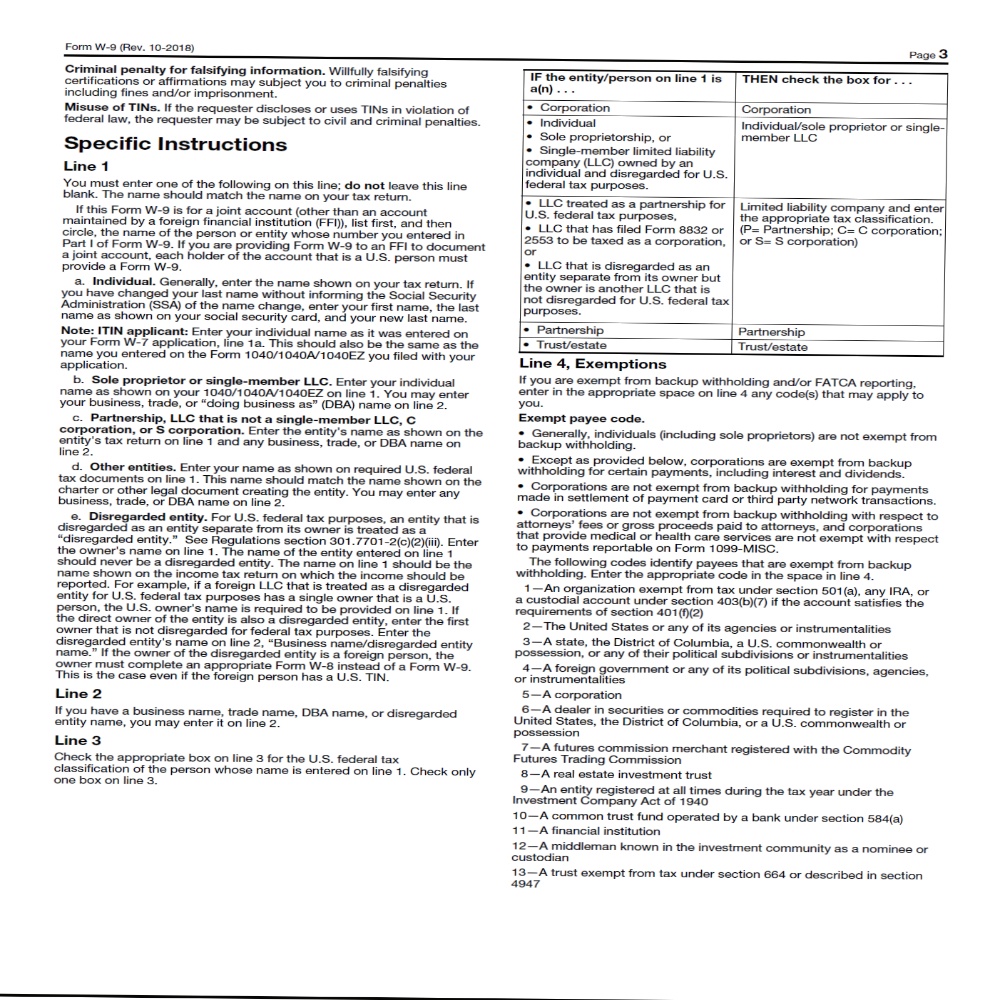 Form W-9 (Rev. 10-2018)
Page 3
Criminal penalty for falsifying information. Willfully falsifying
certifications or affirmations may subject you to criminal penalties
including fines and/or imprisonment.
Misuse of TINs. If the requester discloses or uses TINs in violation of
federal law, the requester may be subject to civil and criminal penalties.
Specific Instructions
Line 1
You must enter one of the following on this line; do not leave this line
blank. The name should match the name on your tax return.
If this Form W-9 is for a joint account (other than an account
maintained by a foreign financial institution (FFI)), list first, and then
circle, the name of the person or entity whose number you entered in
Part I of Form W-9. If you are providing Form W-9 to an FFI to document
a joint account, each holder of the account that is a U.S. person must
provide a Form W-9.
a. Individual. Generally, enter the name shown on your tax return. If
you have changed your last name without informing the Social Security
Administration (SSA) of the name change, enter your first name, the last
name as shown on your social security card, and your new last name.
Note: ITIN applicant: Enter your individual name as it was entered on
your Form W-7 application, line 1a. This should also be the same as the
name you entered on the Form 1040/1040A/1040EZ you filed with your
application.
b. Sole proprietor or single-member LLC. Enter your individual
name as shown on your 1040/1040A/1040EZ on line 1. You may enter
your business, trade, or “doing business as” (DBA) name on line 2.
c. Partnership, LLC that is not a single-member LLC, C
corporation, or S corporation. Enter the entity's name as shown on the
entity's tax return on line 1 and any business, trade, or DBA name on
line 2.
d. Other entities. Enter your name as shown on required U.S. federal
tax documents on line 1. This name should match the name shown on the
charter or other legal document creating the entity. You may enter any
business, trade, or DBA name on line 2.
e. Disregarded entity. For U.S. federal tax purposes, an entity that is
disregarded as an entity separate from its owner is treated as a
“disregarded entity.” See Regulations section 301.7701-2(c)(2)(iii). Enter
the owner's name on line 1. The name of the entity entered on line 1
should never be a disregarded entity. The name on line 1 should be the
name shown on the income tax return on which the income should be
reported. For example, if a foreign LLC that is treated as a disregarded
entity for U.S. federal tax purposes has a single owner that is a U.S.
person, the U.S. owner's name is required to be provided on line 1. If
the direct owner of the entity is also a disregarded entity, enter the first
owner that is not disregarded for federal tax purposes. Enter the
disregarded entity's name on line 2, “Business name/disregarded entity
name.” If the owner of the disregarded entity is a foreign person, the
owner must complete an appropriate Form W-8 instead of a Form W-9.
This is the case even if the foreign person has a U.S. TIN.
Line 2
If you have a business name, trade name, DBA name, or disregarded
entity name, you may enter it on line 2.
Line 3
Check the appropriate box on line 3 for the U.S. federal tax
classification of the person whose name is entered on line 1. Check only
one box on line 3.
IF the entity/person on line 1 is
a(n) . . .
THEN check the box for . . .
• Corporation
Corporation
• Individual
• Sole proprietorship, or
• Single-member limited liability
company (LLC) owned by an
individual and disregarded for U.S.
federal tax purposes.
Individual/sole proprietor or single-
member LLC
• LLC treated as a partnership for
U.S. federal tax purposes,
• LLC that has filed Form 8832 or
2553 to be taxed as a corporation,
or
• LLC that is disregarded as an
entity separate from its owner but
the owner is another LLC that is
not disregarded for U.S. federal tax
purposes.
Limited liability company and enter
the appropriate tax classification.
(P= Partnership; C= C corporation;
or S= S corporation)
• Partnership
Partnership
• Trust/estate
Trust/estate
Line 4, Exemptions
If you are exempt from backup withholding and/or FATCA reporting,
enter in the appropriate space on line 4 any code(s) that may apply to
you.
Exempt payee code.
• Generally, individuals (including sole proprietors) are not exempt from
backup withholding.
• Except as provided below, corporations are exempt from backup
withholding for certain payments, including interest and dividends.
• Corporations are not exempt from backup withholding for payments
made in settlement of payment card or third party network transactions.
• Corporations are not exempt from backup withholding with respect to
attorneys' fees or gross proceeds paid to attorneys, and corporations
that provide medical or health care services are not exempt with respect
to payments reportable on Form 1099-MISC.
The following codes identify payees that are exempt from backup
withholding. Enter the appropriate code in the space in line 4.
1—An organization exempt from tax under section 501(a), any IRA, or
a custodial account under section 403(b)(7) if the account satisfies the
requirements of section 401(f)(2)
2—The United States or any of its agencies or instrumentalities
3—A state, the District of Columbia, a U.S. commonwealth or
possession, or any of their political subdivisions or instrumentalities
4—A foreign government or any of its political subdivisions, agencies,
or instrumentalities
5—A corporation
6—A dealer in securities or commodities required to register in the
United States, the District of Columbia, or a U.S. commonwealth or
possession
7—A futures commission merchant registered with the Commodity
Futures Trading Commission
8—A real estate investment trust
9—An entity registered at all times during the tax year under the
Investment Company Act of 1940
10—A common trust fund operated by a bank under section 584(a)
11—A financial institution
12—A middleman known in the investment community as a nominee or
custodian
13—A trust exempt from tax under section 664 or described in section
4947